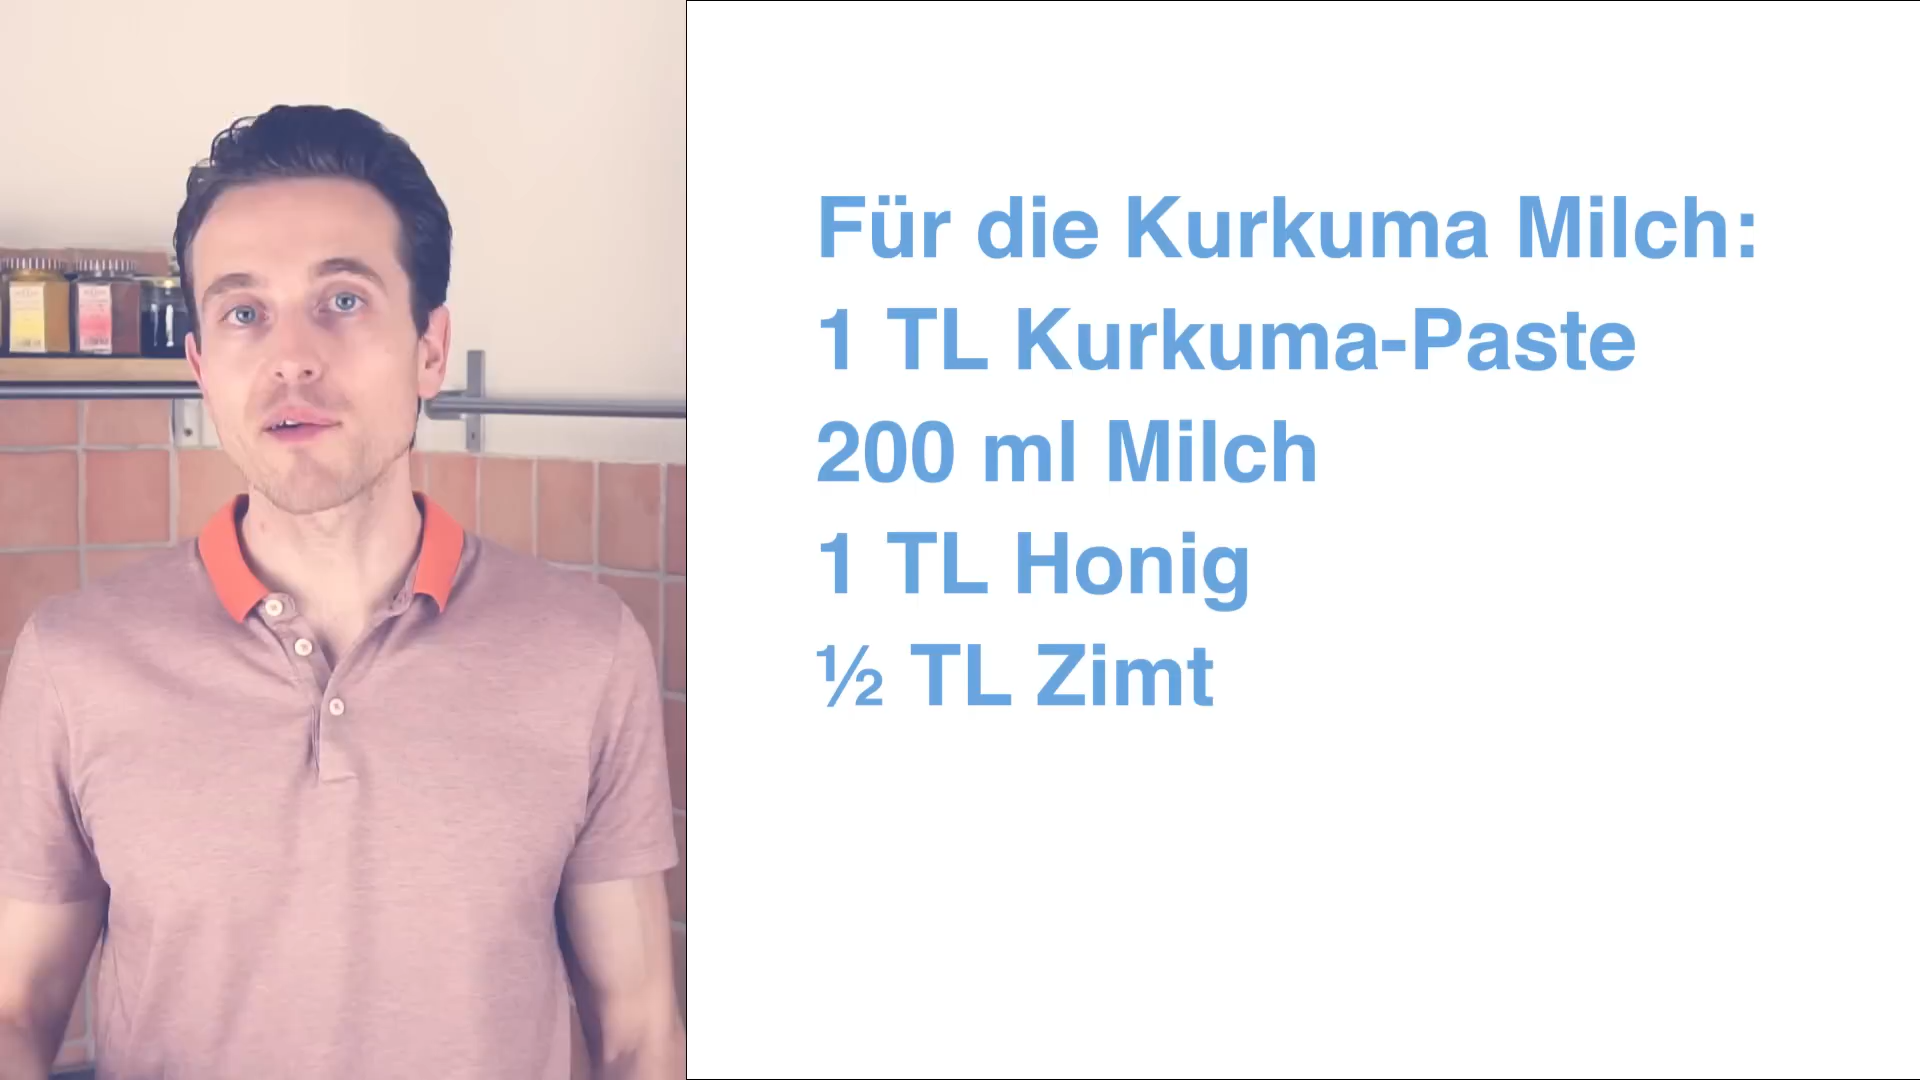 Für die Kurkuma Milch:
1 TL Kurkuma-Paste
200 ml Milch
1 TL Honig
½ TL Zimt